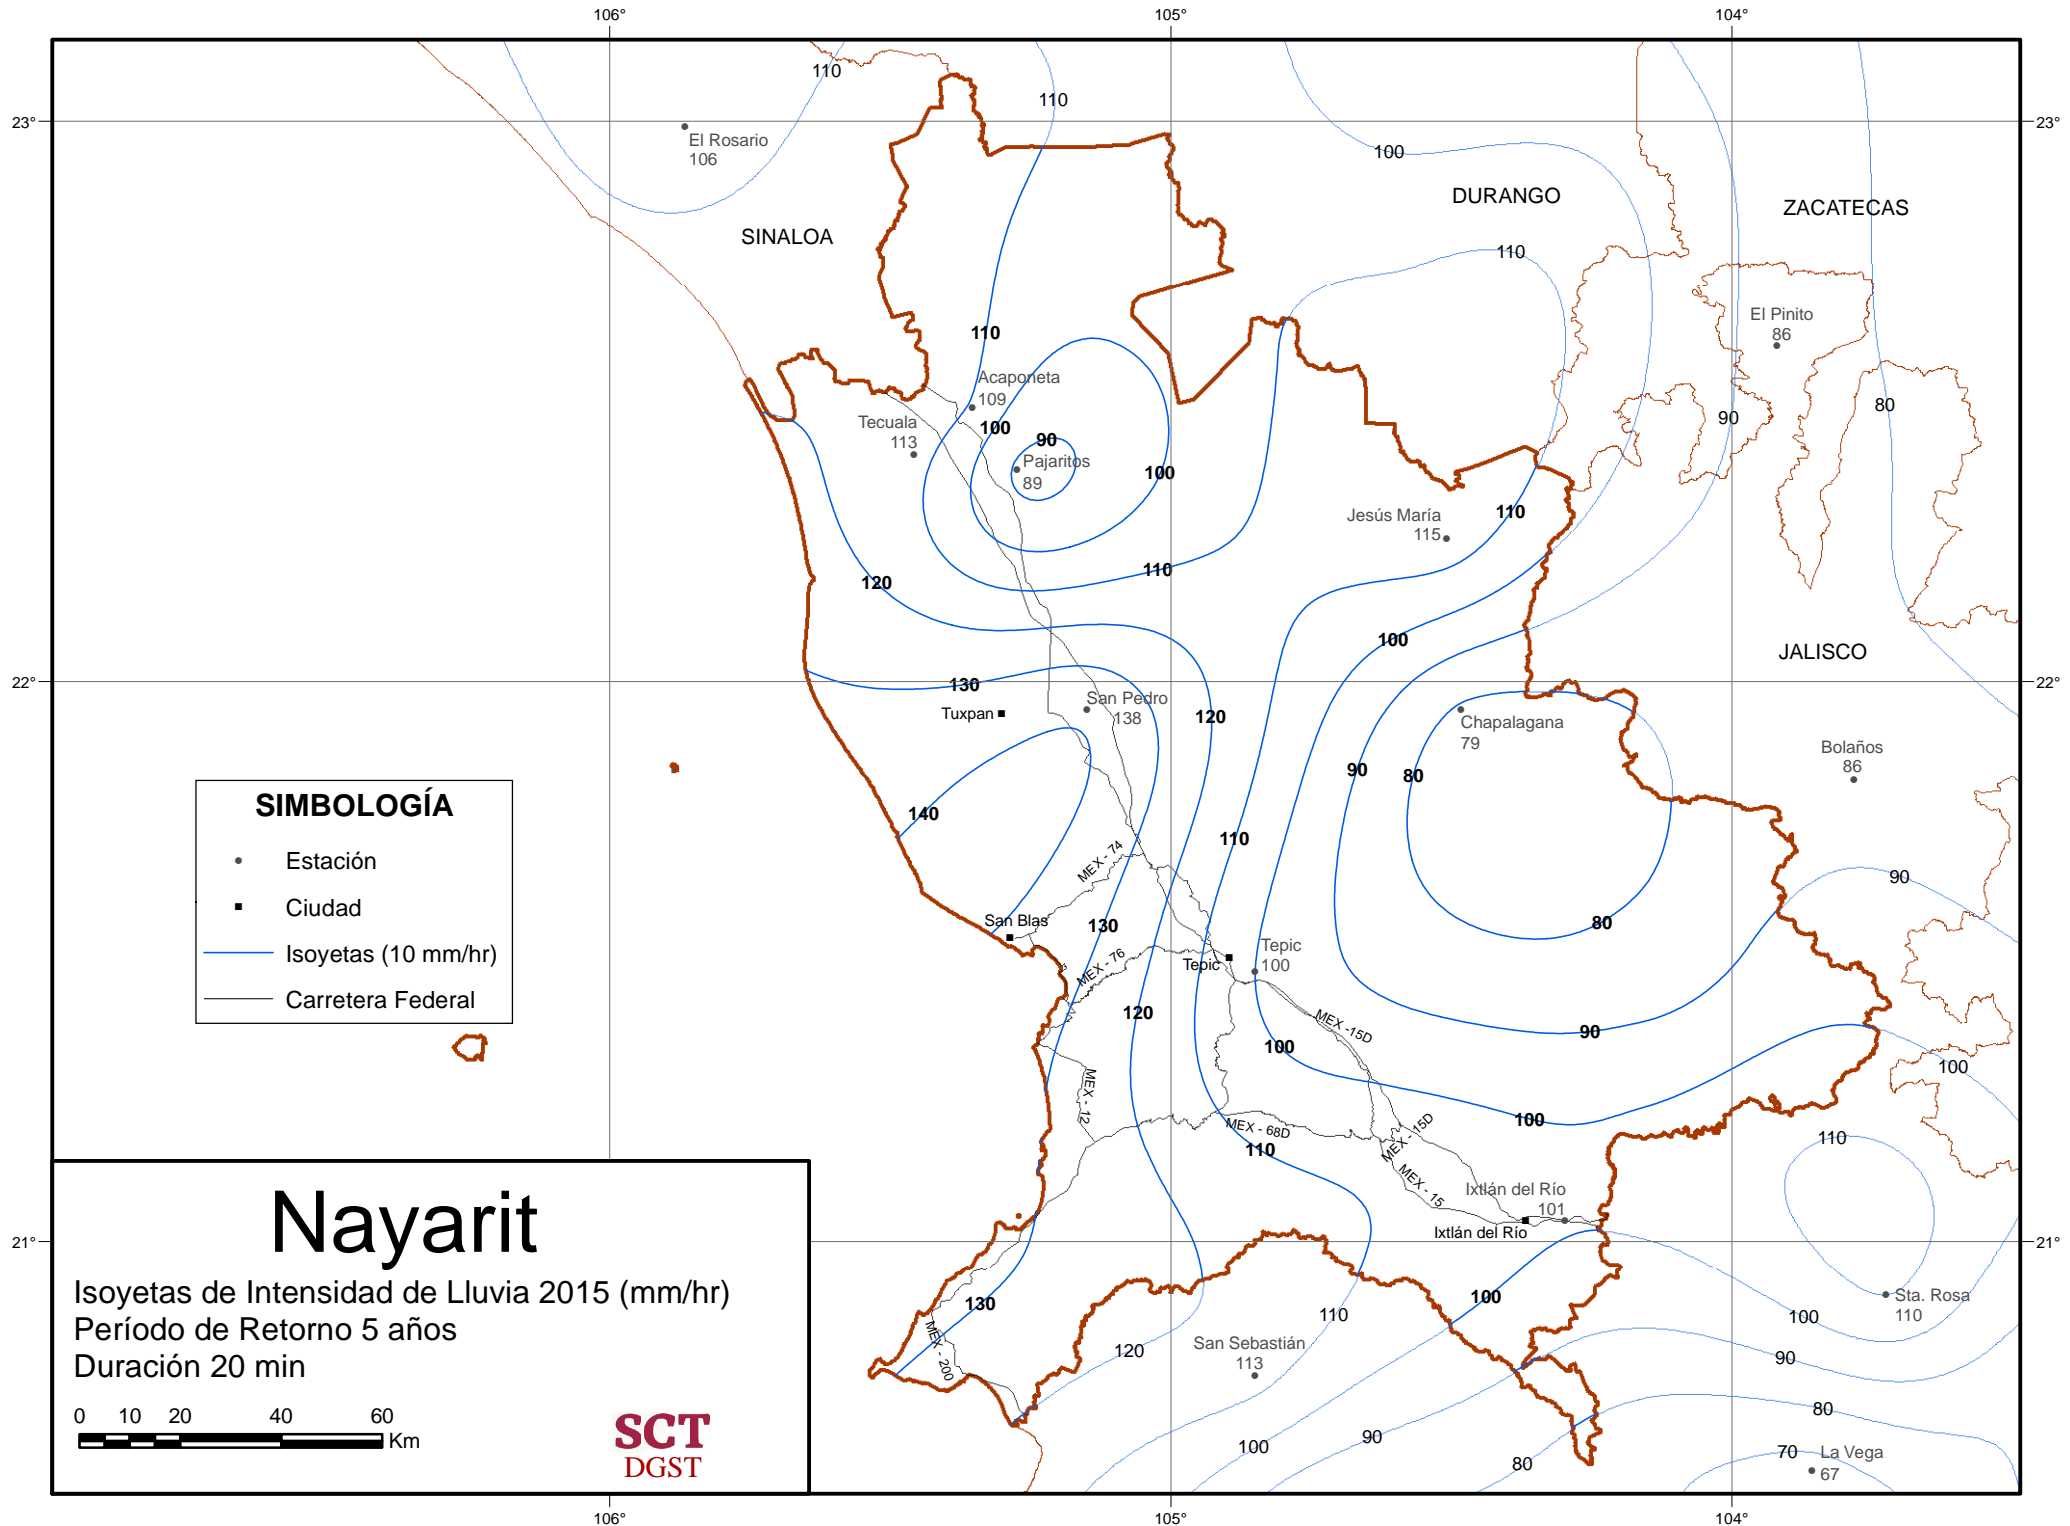 106°
105°
104°
110
110
23°
23°
El Rosario
106
100
DURANGO
ZACATECAS
SINALOA
110
El Pinito
86
110
Acaponeta
109
80
90
Tecuala
113
100
90
Pajaritos
89
100
110
Jesús María
115
110
120
100
JALISCO
22°
22°
130
San Pedro
138
Tuxpan
120
Chapalagana
79
Bolaños
86
90
80
SIMBOLOGÍA
Estación
Ciudad
Isoyetas (10 mm/hr)
Carretera Federal
140
110
MEX - 74
90
San Blas
130
80
Tepic
100
Tepic
MEX - 76
120
MEX -15D
90
100
100
MEX - 12
100
MEX - 68D
MEX - 15D
110
110
MEX - 15
Ixtlán del Río
101
Ixtlán del Río
21°
21°
Nayarit
Isoyetas de Intensidad de Lluvia 2015 (mm/hr)
Período de Retorno 5 años
Duración 20 min
0 10 20 40 60
Km
SCT
DGST
130
100
Sta. Rosa
110
110
100
MEX - 200
120
San Sebastián
113
90
80
100
90
80
70
La Vega
67
106°
105°
104°